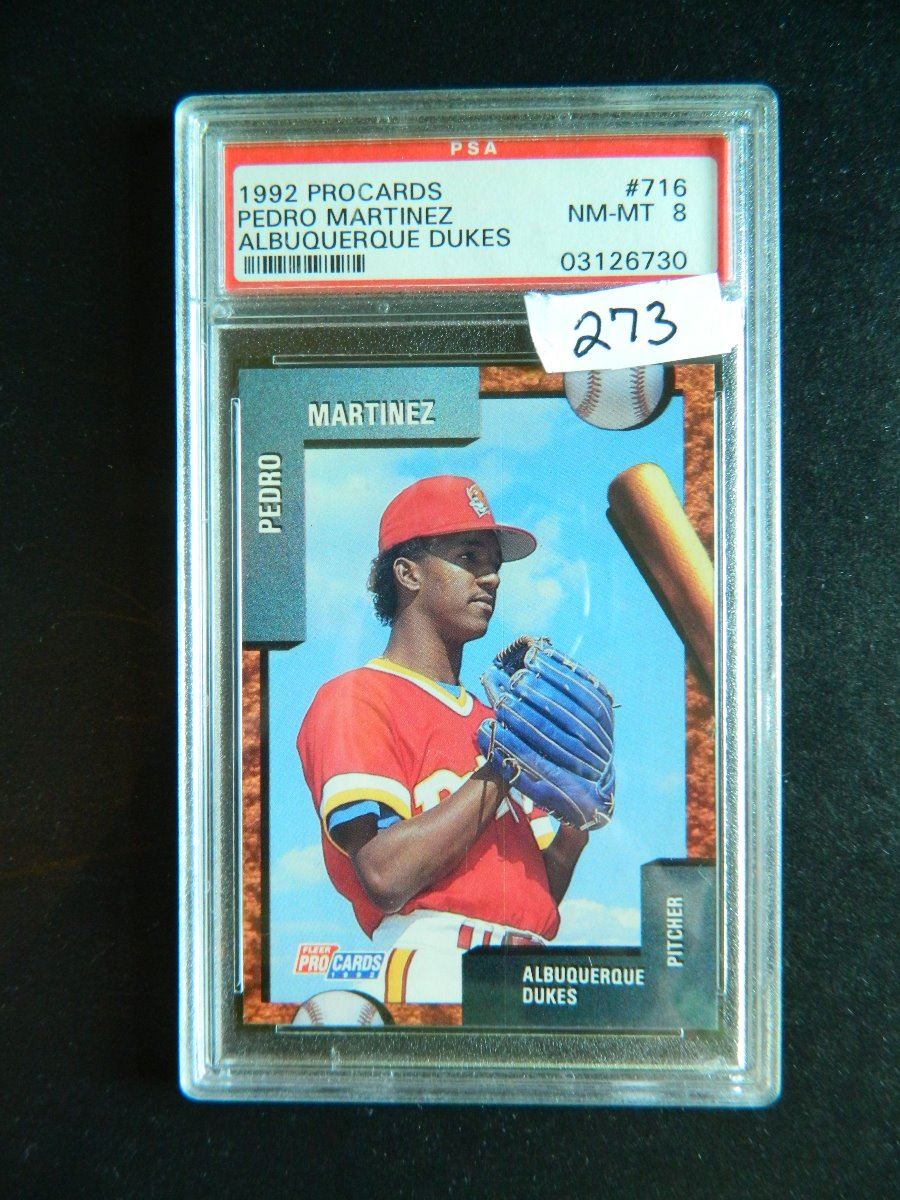 PSA
1992 PROCARDS #716
PEDRO MARTINEZ NM-MT 8
ALBUQUERQUE DUKES
03126730
273
MARTINEZ
PEDRO
PITCHER
FLEER
PRO CARDS
1992
ALBUQUERQUE
DUKES